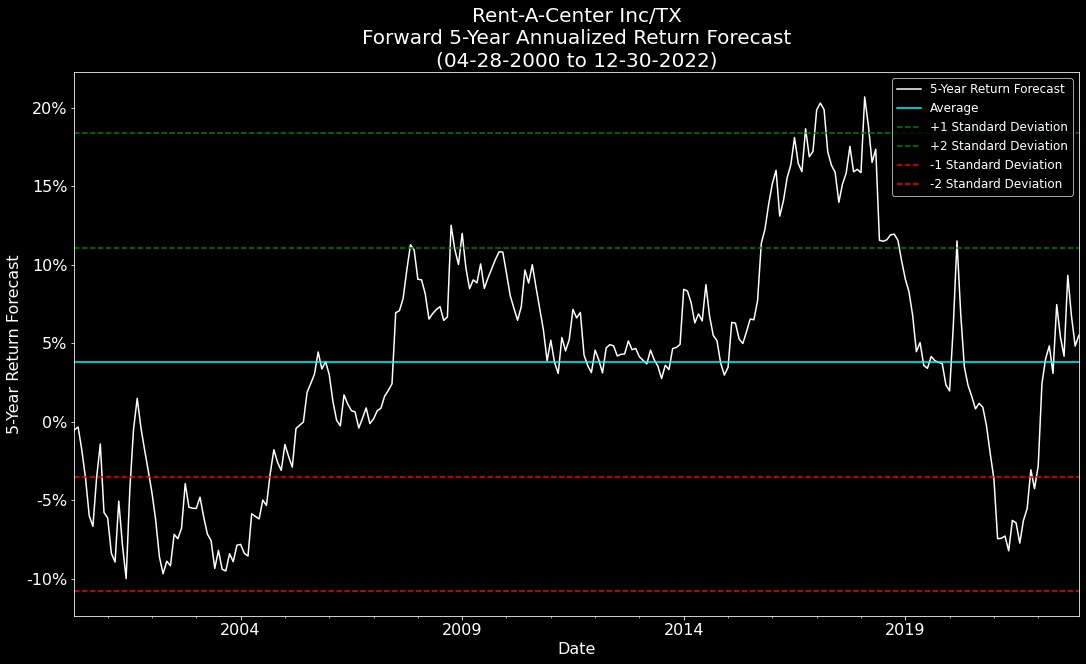 Rent-A-Center Inc/TX
Forward 5-Year Annualized Return Forecast
(04-28-2000 to 12-30-2022)
5-Year Return Forecast
Average
+1 Standard Deviation
+2 Standard Deviation
-1 Standard Deviation
-2 Standard Deviation
5-Year Return Forecast
20%
15%
10%
5%
0%
-5%
-10%
2004
2009
2014
2019
Date